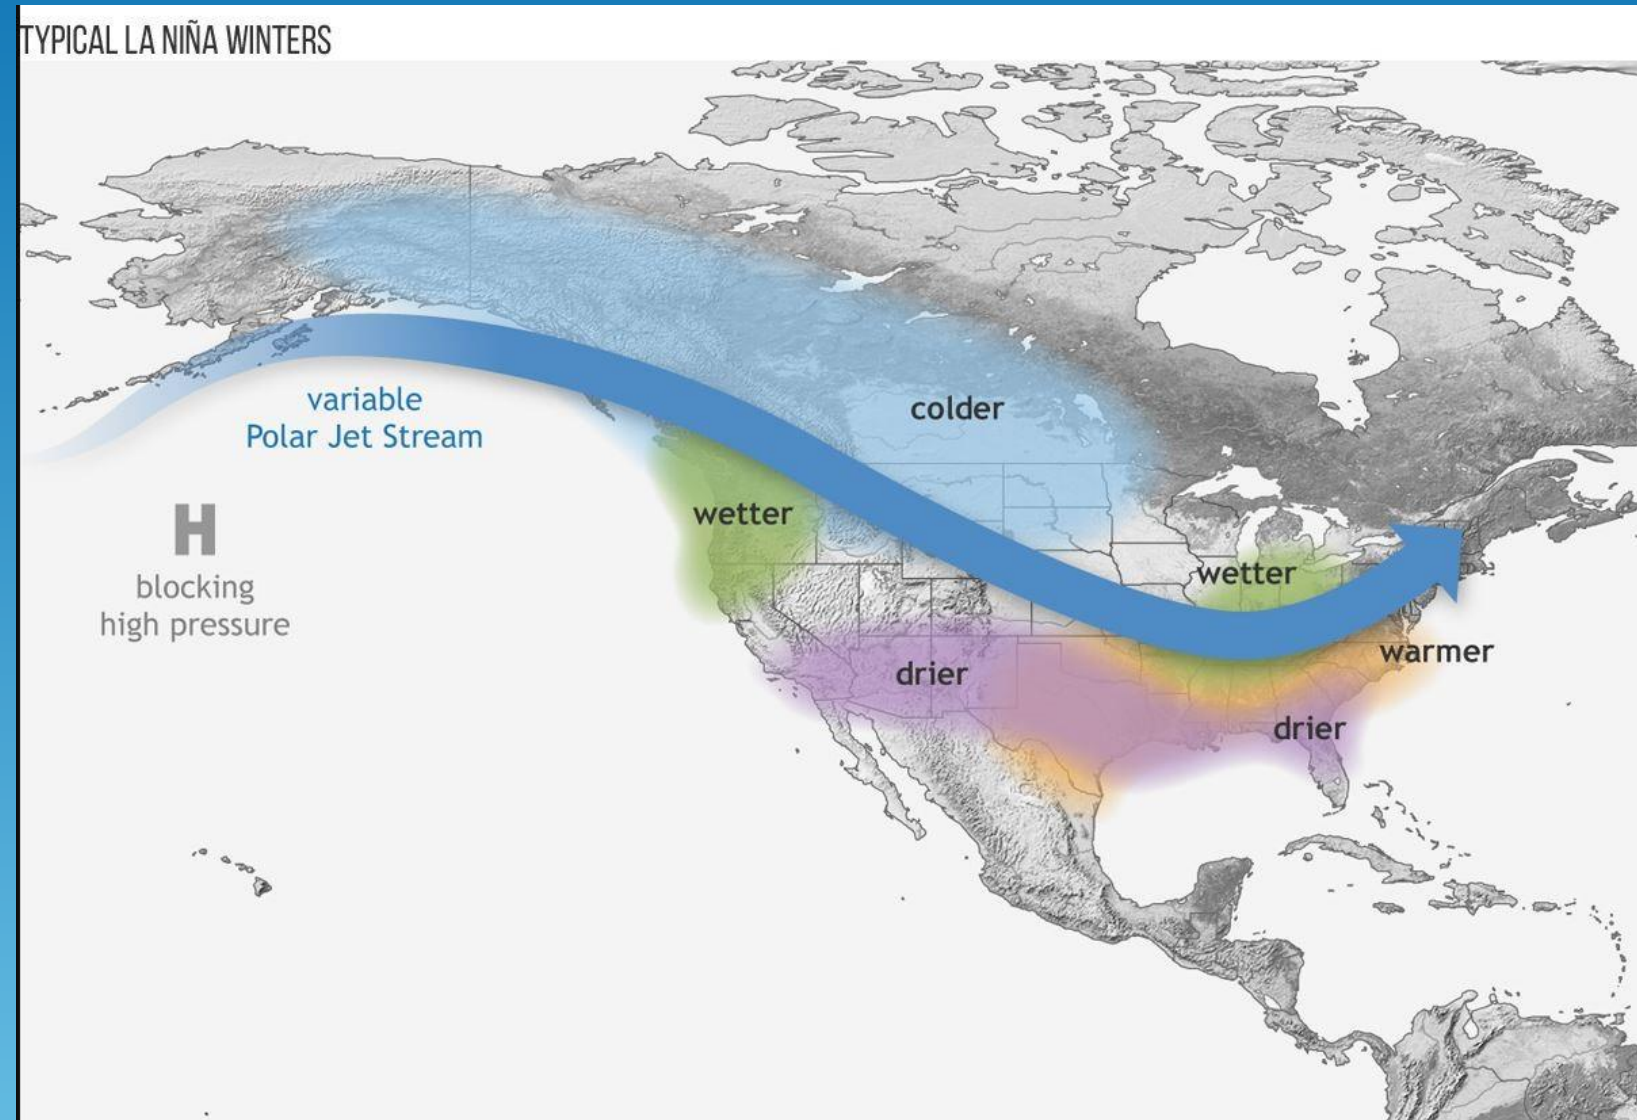 TYPICAL LA NIÑA WINTERS
variable
Polar Jet Stream
colder
wetter
H
blocking
high pressure
wetter
warmer
drier
drier